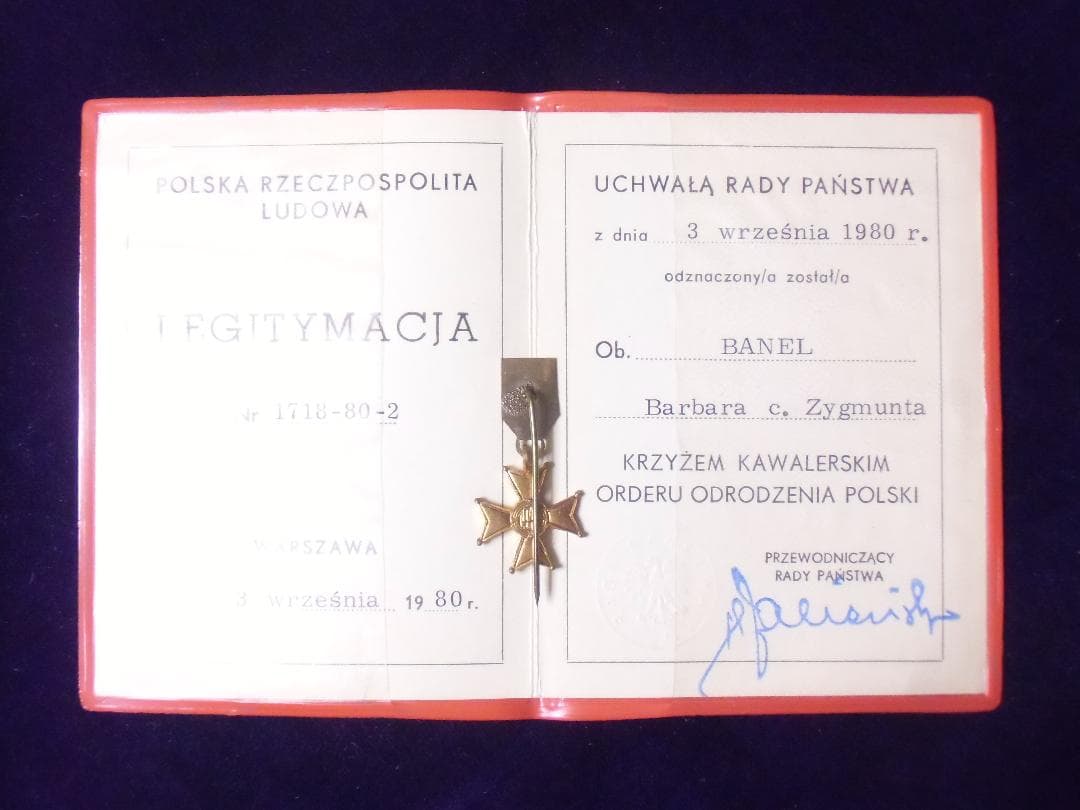 POLSKA RZECZPOSPOLITA
LUDOWA
LEGITYMACJA
Nr 1718-80-2
WARSZAWA
3 września 1980 r.
UCHWAŁĄ RADY PAŃSTWA
z dnia 3 września 1980 r.
odznaczony/a został/a
Ob. BANEL
Barbara c. Zygmunta
KRZYŻEM KAWALERSKIM
ORDERU ODRODZENIA POLSKI
PRZEWODNICZĄCY
RADY PAŃSTWA